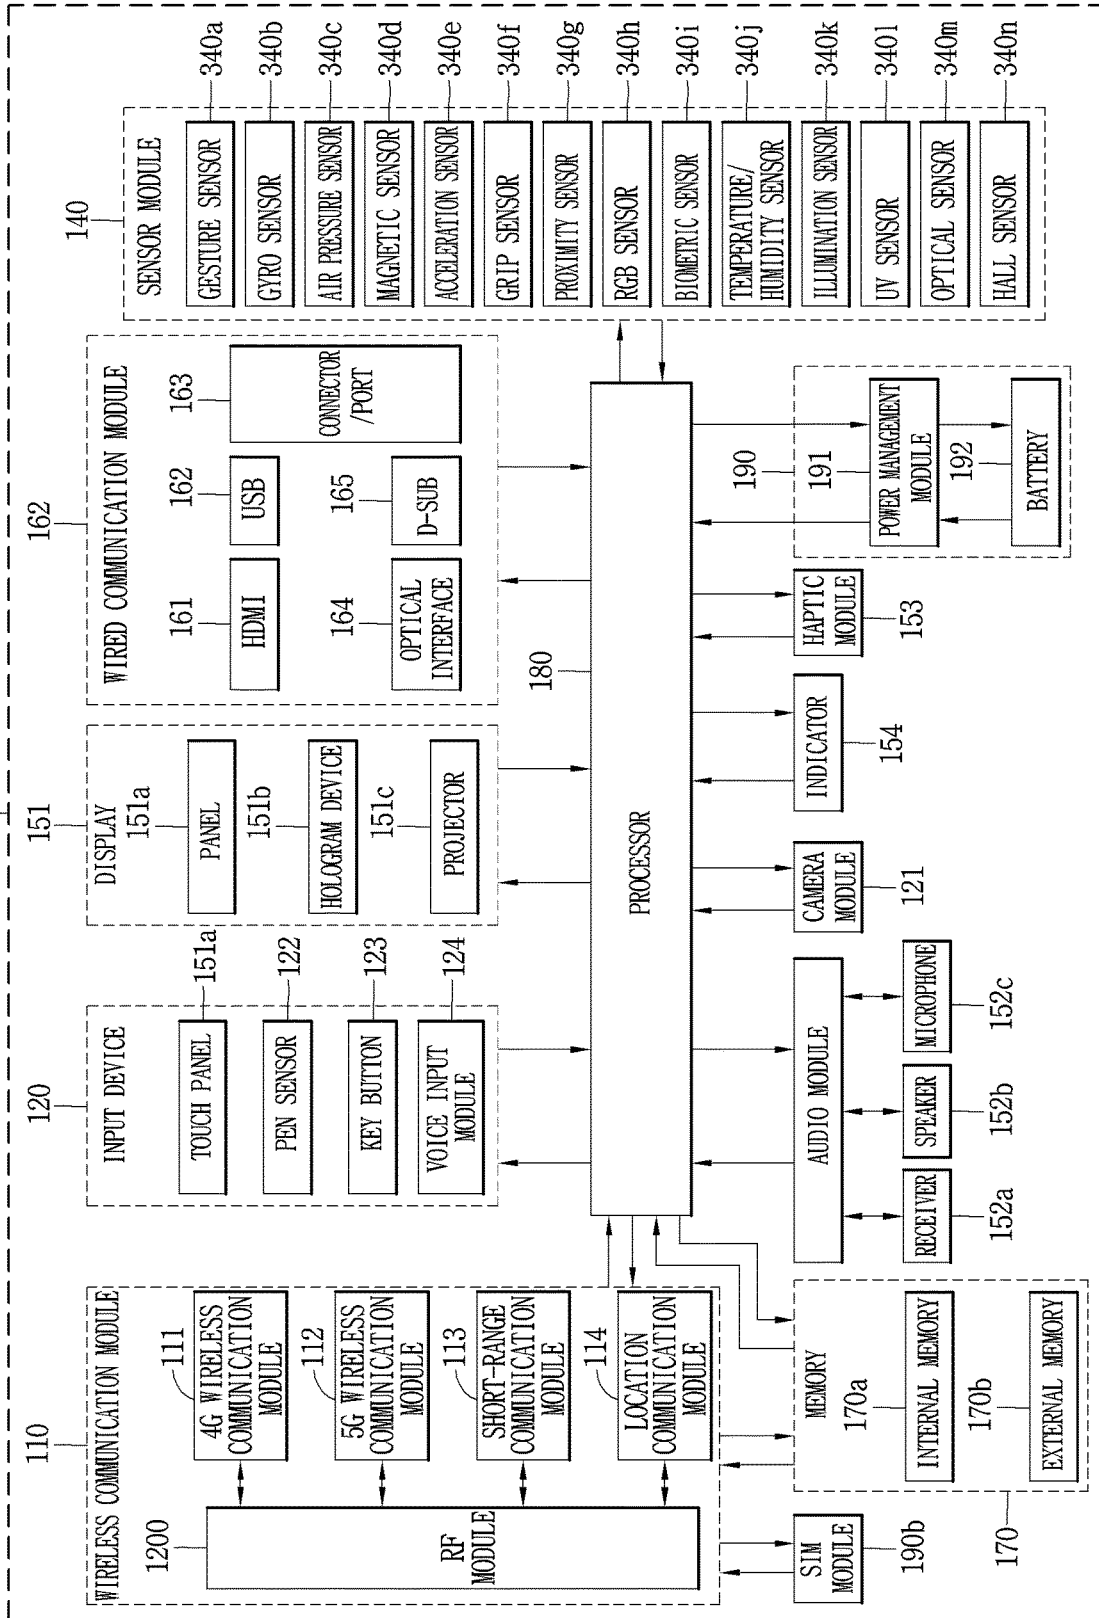 110
WIRELESS COMMUNICATION MODULE
1200
RF
MODULE
111
4G WIRELESS
COMMUNICATION
MODULE
112
5G WIRELESS
COMMUNICATION
MODULE
113
SHORT-RANGE
COMMUNICATION
MODULE
114
LOCATION
COMMUNICATION
MODULE
120
INPUT DEVICE
TOUCH PANEL
151a
PEN SENSOR
122
KEY BUTTON
123
VOICE INPUT
MODULE
124
151
DISPLAY
151a
PANEL
151b
HOLOGRAM DEVICE
151c
PROJECTOR
162
WIRED COMMUNICATION MODULE
161
HDMI
162
USB
163
CONNECTOR
/PORT
164
OPTICAL
INTERFACE
165
D-SUB
140
SENSOR MODULE
GESTURE SENSOR
340a
GYRO SENSOR
340b
AIR PRESSURE SENSOR
340c
MAGNETIC SENSOR
340d
ACCELERATION SENSOR
340e
GRIP SENSOR
340f
PROXIMITY SENSOR
340g
RGB SENSOR
340h
BIOMETRIC SENSOR
340i
TEMPERATURE/
HUMIDITY SENSOR
340j
ILLUMINATION SENSOR
340k
UV SENSOR
340l
OPTICAL SENSOR
340m
HALL SENSOR
340n
180
PROCESSOR
SIM
MODULE
190b
MEMORY
170a
INTERNAL MEMORY
170b
EXTERNAL MEMORY
170
AUDIO MODULE
RECEIVER
152a
SPEAKER
152b
MICROPHONE
152c
CAMERA
MODULE
121
INDICATOR
154
HAPTIC
MODULE
153
190
191
POWER MANAGEMENT
MODULE
192
BATTERY